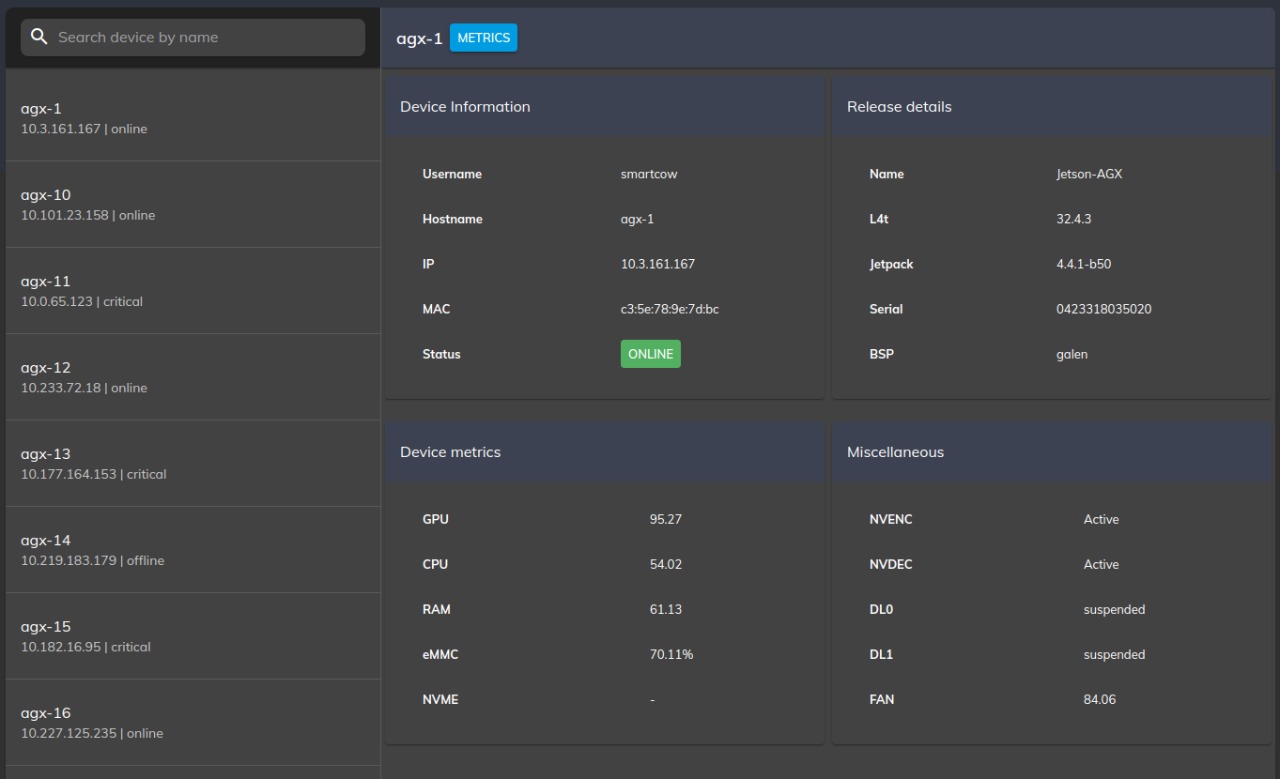 Search device by name
agx-1
10.3.161.167 | online
agx-10
10.101.23.158 | online
agx-11
10.0.65.123 | critical
agx-12
10.233.72.18 | online
agx-13
10.177.164.153 | critical
agx-14
10.219.183.179 | offline
agx-15
10.182.16.95 | critical
agx-16
10.227.125.235 | online
agx-1 METRICS
Device Information
Username smartcow
Hostname agx-1
IP 10.3.161.167
MAC c3:5e:78:9e:7d:bc
Status ONLINE
Release details
Name Jetson-AGX
L4t 32.4.3
Jetpack 4.4.1-b50
Serial 0423318035020
BSP galen
Device metrics
GPU 95.27
CPU 54.02
RAM 61.13
eMMC 70.11%
NVME -
Miscellaneous
NVENC Active
NVDEC Active
DL0 suspended
DL1 suspended
FAN 84.06